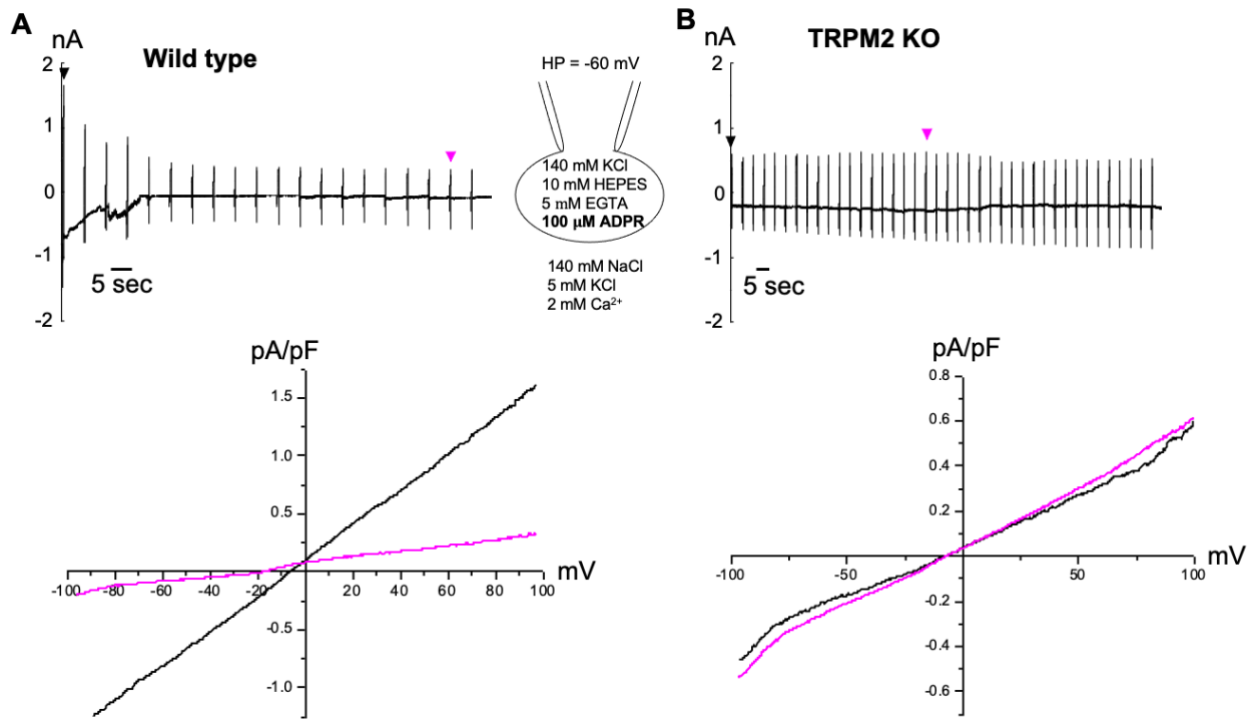 A
nA
Wild type
2
1
0
-1
-2
5 sec
HP = -60 mV
140 mM KCl
10 mM HEPES
5 mM EGTA
100 µM ADPR
140 mM NaCl
5 mM KCl
2 mM Ca²⁺
B
nA
TRPM2 KO
2
1
0
-1
-2
5 sec
pA/pF
1.5
1.0
0.5
-0.5
-1.0
-100 -80 -60 -40 -20 0 20 40 60 80 100
mV
pA/pF
0.8
0.6
0.4
0.2
-0.2
-0.4
-0.6
-100 -50 0 50 100
mV